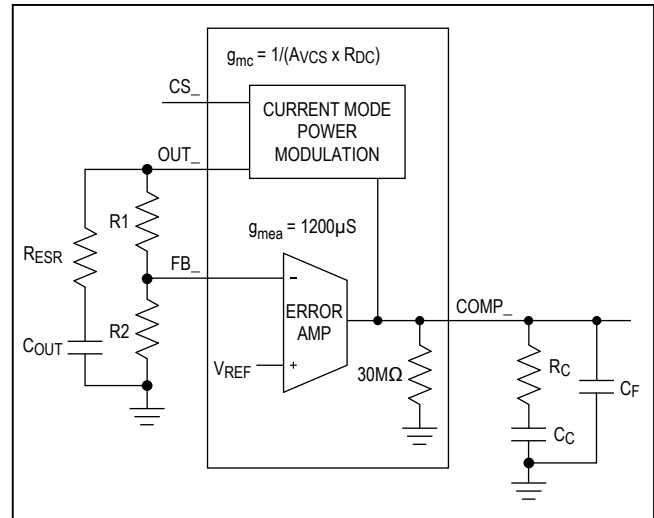 gmc = 1/(AVCS x RDC)
CS_
CURRENT MODE
POWER
MODULATION
OUT_
R1
gmea = 1200µS
RESR
FB_
-
COMP_
ERROR
AMP
COUT
R2
VREF
+
30MΩ
RC
CF
CC